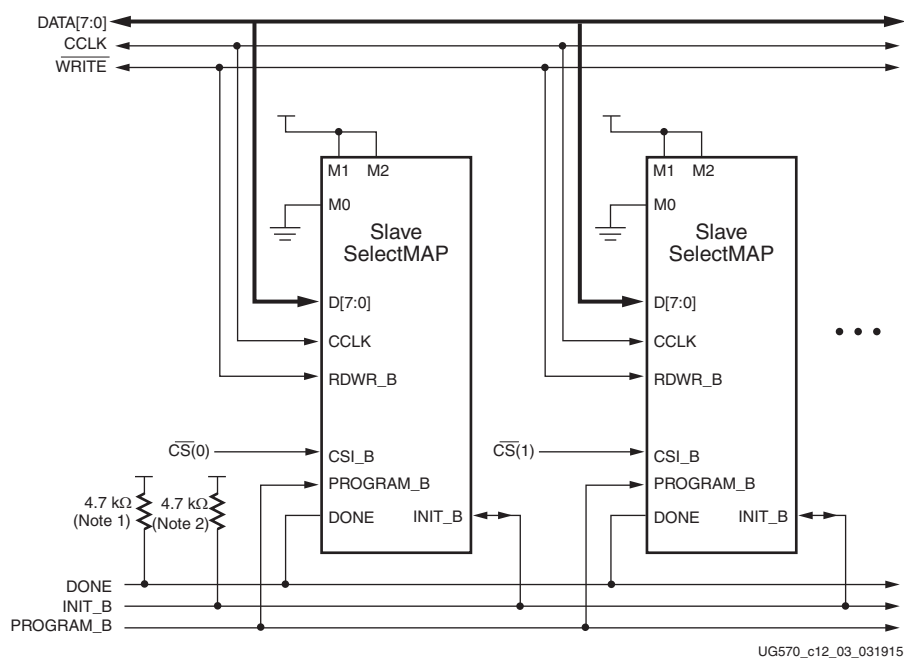 DATA[7:0]
CCLK
WRITE
M1 M2
M0
Slave
SelectMAP
D[7:0]
CCLK
RDWR_B
CS(0)
CSI_B
PROGRAM_B
DONE INIT_B
M1 M2
M0
Slave
SelectMAP
D[7:0]
CCLK
RDWR_B
CS(1)
CSI_B
PROGRAM_B
DONE INIT_B
4.7 kΩ
(Note 1)
4.7 kΩ
(Note 2)
DONE
INIT_B
PROGRAM_B
UG570_c12_03_031915